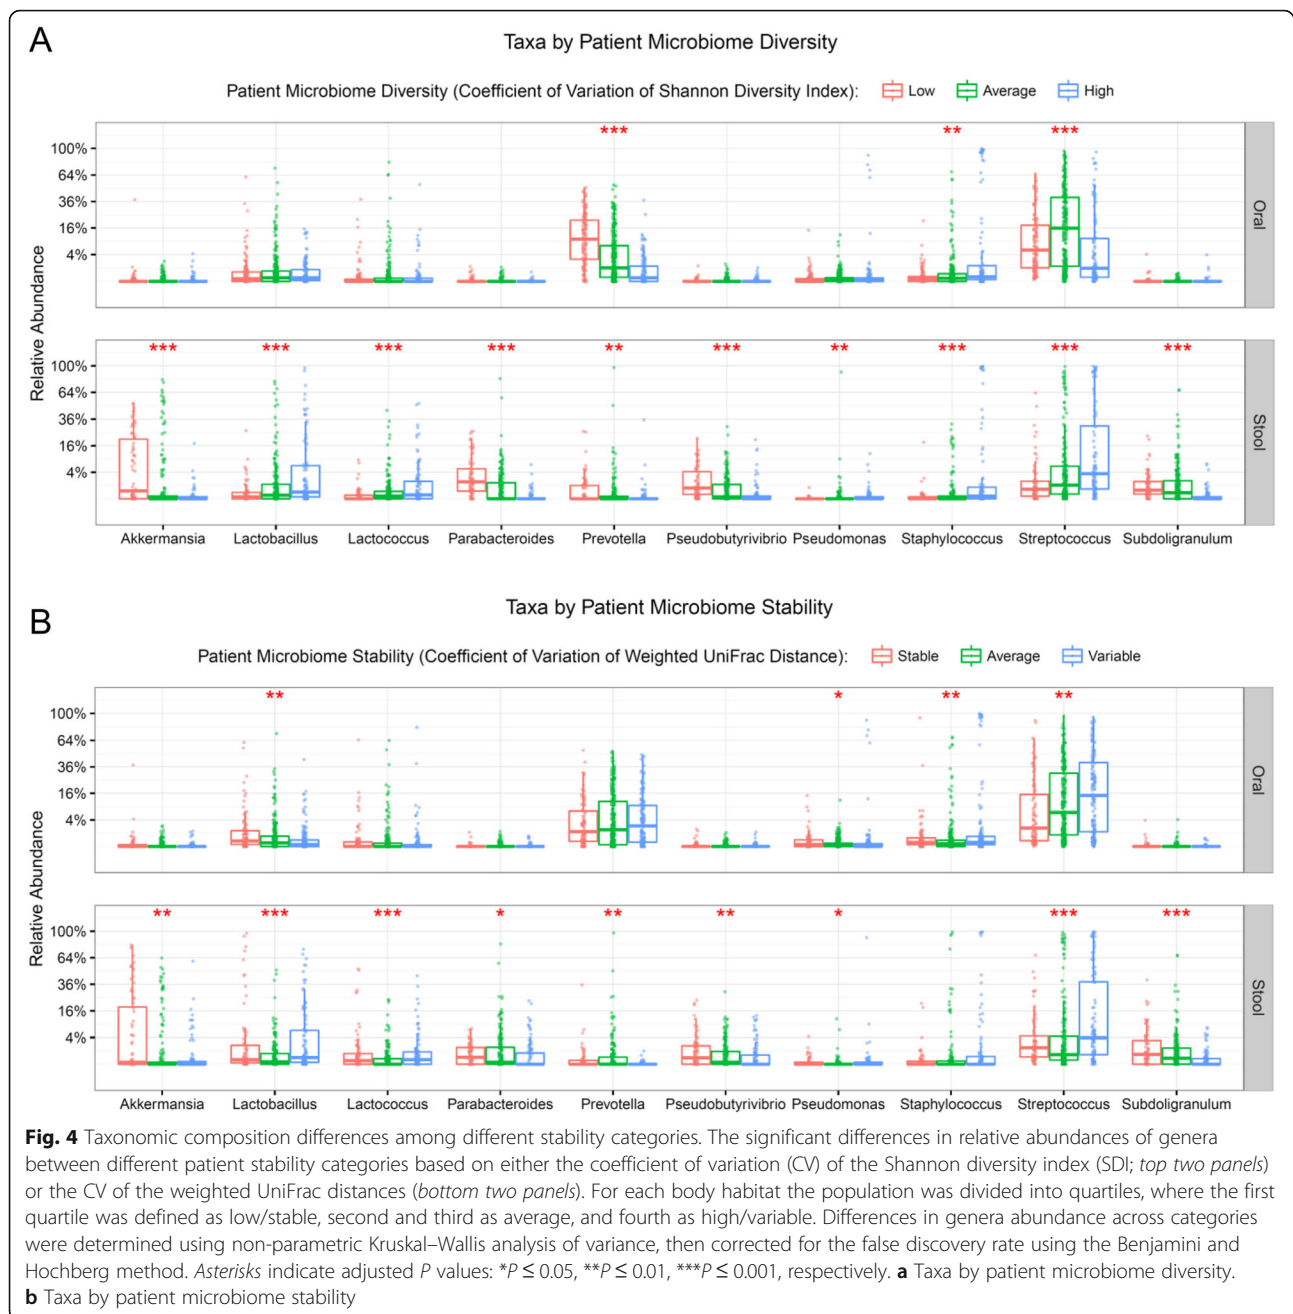 A
Taxa by Patient Microbiome Diversity
Patient Microbiome Diversity (Coefficient of Variation of Shannon Diversity Index): Low Average High
*** ** ***
100%
64%
36%
16%
4%
Oral
Relative Abundance
*** *** *** *** ** *** ** *** *** ***
100%
64%
36%
16%
4%
Stool
Akkermansia Lactobacillus Lactococcus Parabacteroides Prevotella Pseudobutyrivibrio Pseudomonas Staphylococcus Streptococcus Subdoligranulum
B
Taxa by Patient Microbiome Stability
Patient Microbiome Stability (Coefficient of Variation of Weighted UniFrac Distance): Stable Average Variable
** * ** **
100%
64%
36%
16%
4%
Oral
Relative Abundance
** *** *** * ** ** * *** ***
100%
64%
36%
16%
4%
Stool
Akkermansia Lactobacillus Lactococcus Parabacteroides Prevotella Pseudobutyrivibrio Pseudomonas Staphylococcus Streptococcus Subdoligranulum
Fig. 4 Taxonomic composition differences among different stability categories. The significant differences in relative abundances of genera
between different patient stability categories based on either the coefficient of variation (CV) of the Shannon diversity index (SDI; top two panels)
or the CV of the weighted UniFrac distances (bottom two panels). For each body habitat the population was divided into quartiles, where the first
quartile was defined as low/stable, second and third as average, and fourth as high/variable. Differences in genera abundance across categories
were determined using non-parametric Kruskal–Wallis analysis of variance, then corrected for the false discovery rate using the Benjamini and
Hochberg method. Asterisks indicate adjusted P values: *P ≤ 0.05, **P ≤ 0.01, ***P ≤ 0.001, respectively. a Taxa by patient microbiome diversity.
b Taxa by patient microbiome stability